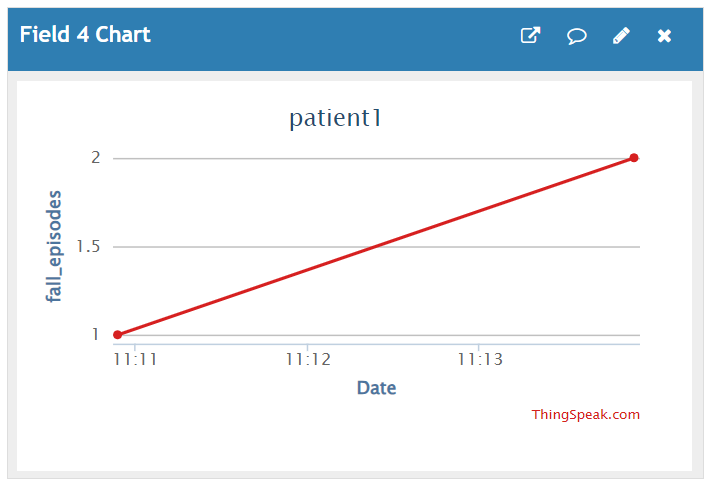 Field 4 Chart
patient1
2
1.5
1
fall_episodes
11:11 11:12 11:13
Date
ThingSpeak.com